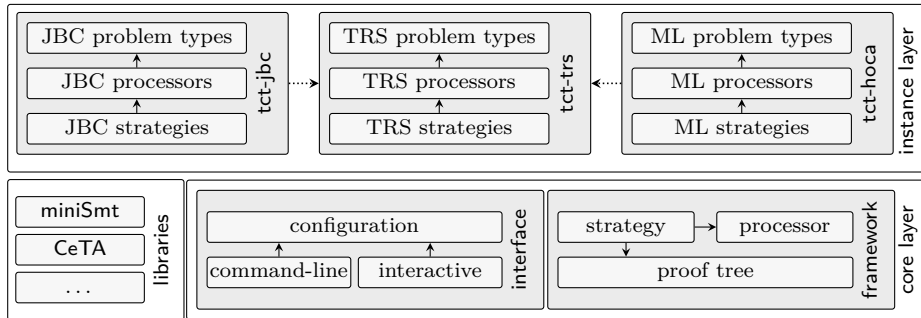 JBC problem types
JBC processors
JBC strategies
tct-jbc
TRS problem types
TRS processors
TRS strategies
tct-trs
ML problem types
ML processors
ML strategies
tct-hoca
instance layer
miniSmt
CeTA
...
libraries
configuration
command-line
interactive
interface
strategy
processor
proof tree
framework
core layer